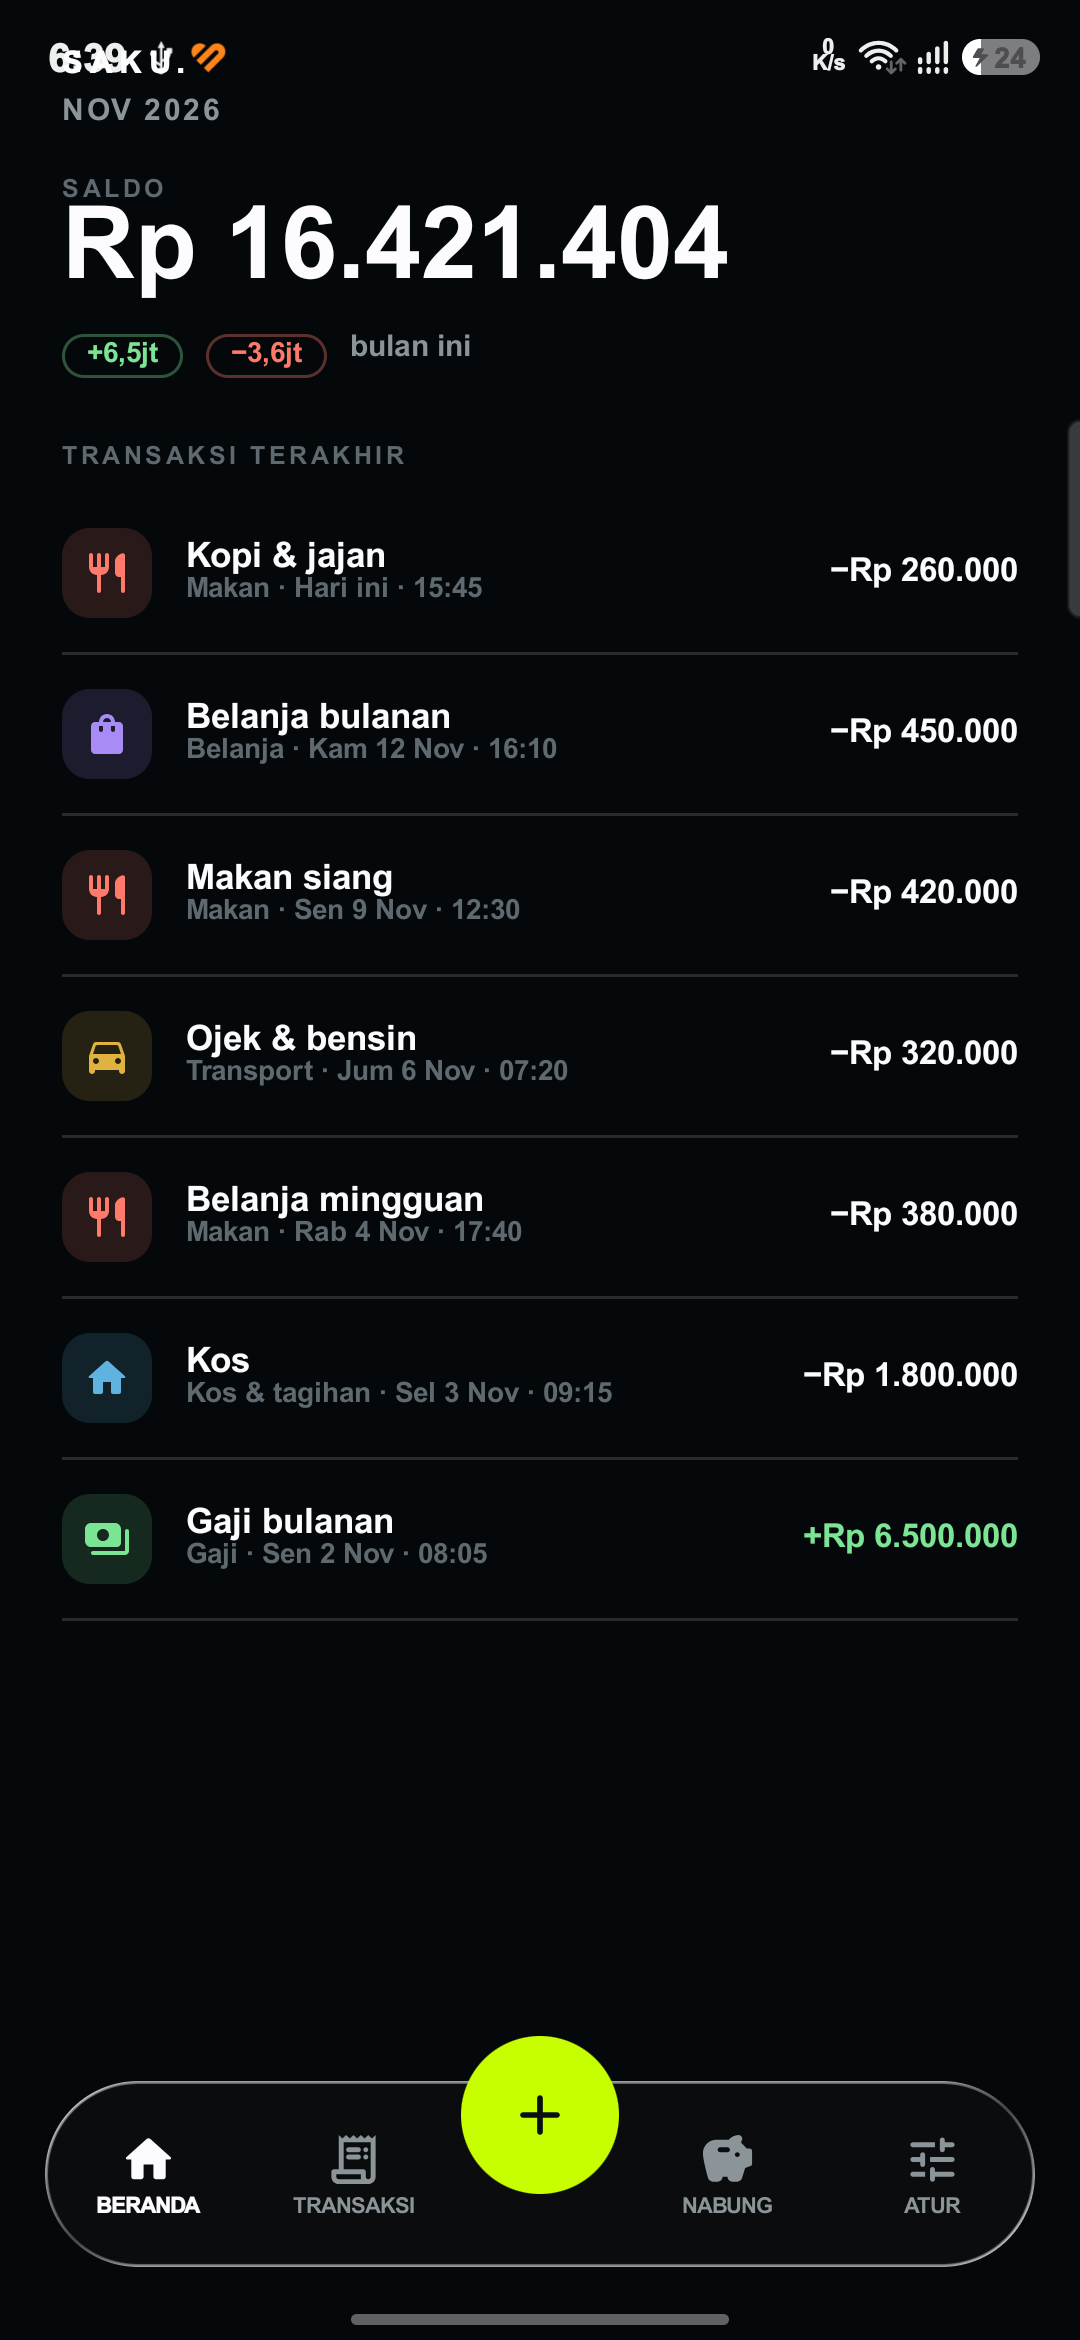 6:39
SAKU.
0
K/s
24
NOV 2026
SALDO
Rp 16.421.404
+6,5jt −3,6jt bulan ini
TRANSAKSI TERAKHIR
Kopi & jajan
Makan · Hari ini · 15:45
−Rp 260.000
Belanja bulanan
Belanja · Kam 12 Nov · 16:10
−Rp 450.000
Makan siang
Makan · Sen 9 Nov · 12:30
−Rp 420.000
Ojek & bensin
Transport · Jum 6 Nov · 07:20
−Rp 320.000
Belanja mingguan
Makan · Rab 4 Nov · 17:40
−Rp 380.000
Kos
Kos & tagihan · Sel 3 Nov · 09:15
−Rp 1.800.000
Gaji bulanan
Gaji · Sen 2 Nov · 08:05
+Rp 6.500.000
BERANDA
TRANSAKSI
NABUNG
ATUR